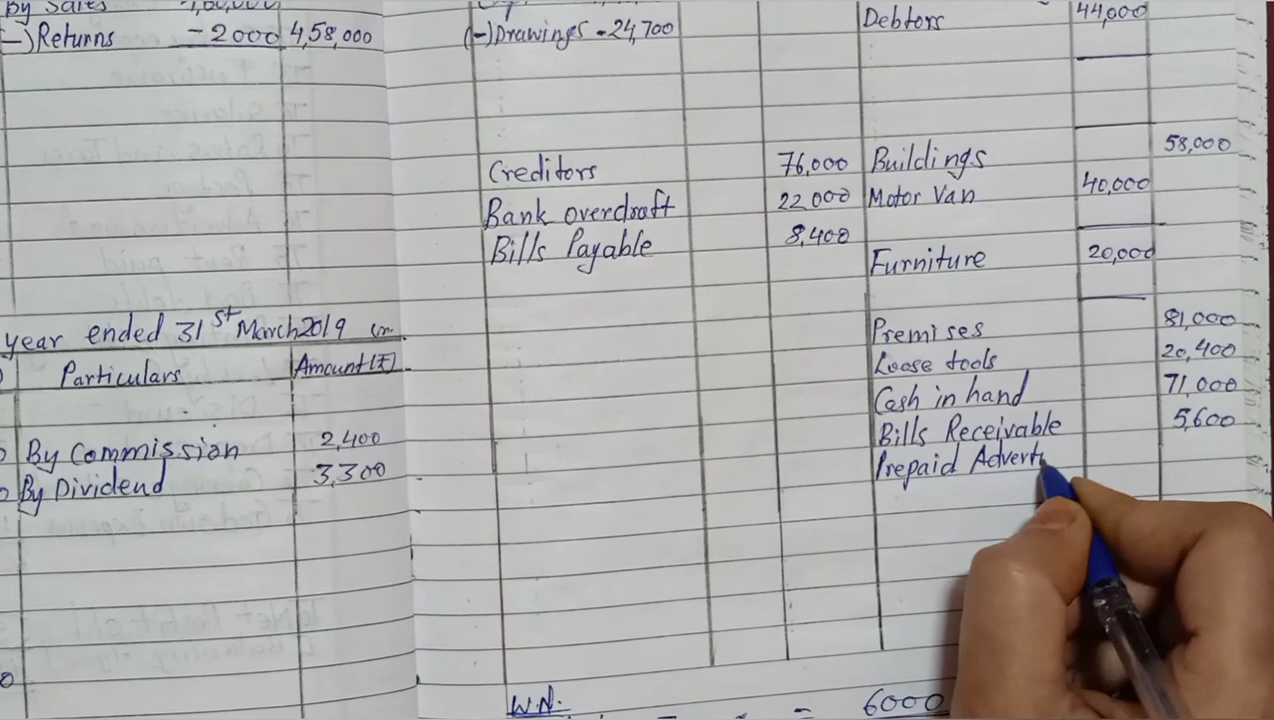 By Sales
(-) Returns - 2000 4,58,000
(-) Drawings - 24,700
Debtors 44,000
Creditors 76,000
Bank overdraft 22000
Bills Payable 8,400
Buildings 58,000
Motor Van 40,000
Furniture 20,000
Premises 81,000
Loose tools 20,400
Cash in hand 71,000
Bills Receivable 5,600
Prepaid Advert
year ended 31st March 2019
Particulars Amount (₹)
By Commission 2,400
By Dividend 3,300
W.N:-
= 6000